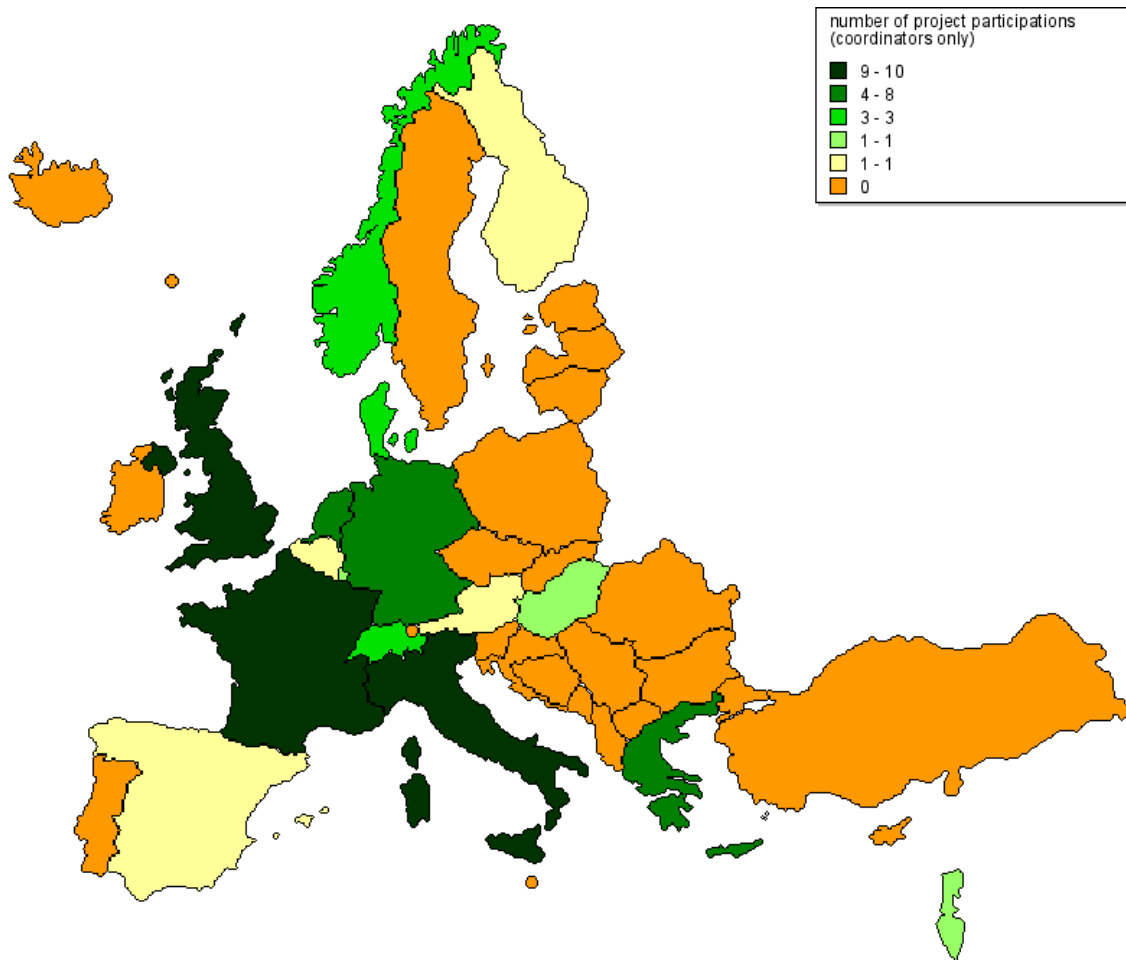 number of project participations
(coordinators only)
9 - 10
4 - 8
3 - 3
1 - 1
1 - 1
0